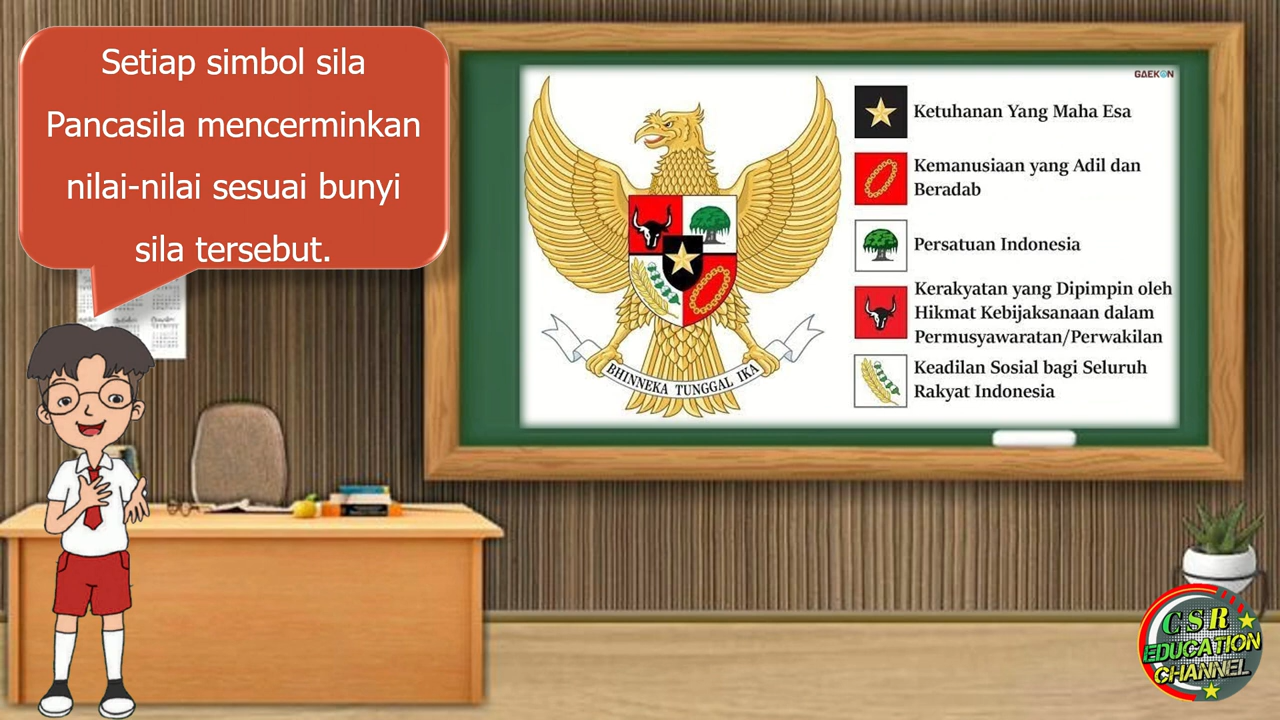 Setiap simbol sila
Pancasila mencerminkan
nilai-nilai sesuai bunyi
sila tersebut.
GAEKON
Ketuhanan Yang Maha Esa
Kemanusiaan yang Adil dan
Beradab
Persatuan Indonesia
Kerakyatan yang Dipimpin oleh
Hikmat Kebijaksanaan dalam
Permusyawaratan/Perwakilan
Keadilan Sosial bagi Seluruh
Rakyat Indonesia
BHINNEKA TUNGGAL IKA
CSR
EDUCATION
CHANNEL